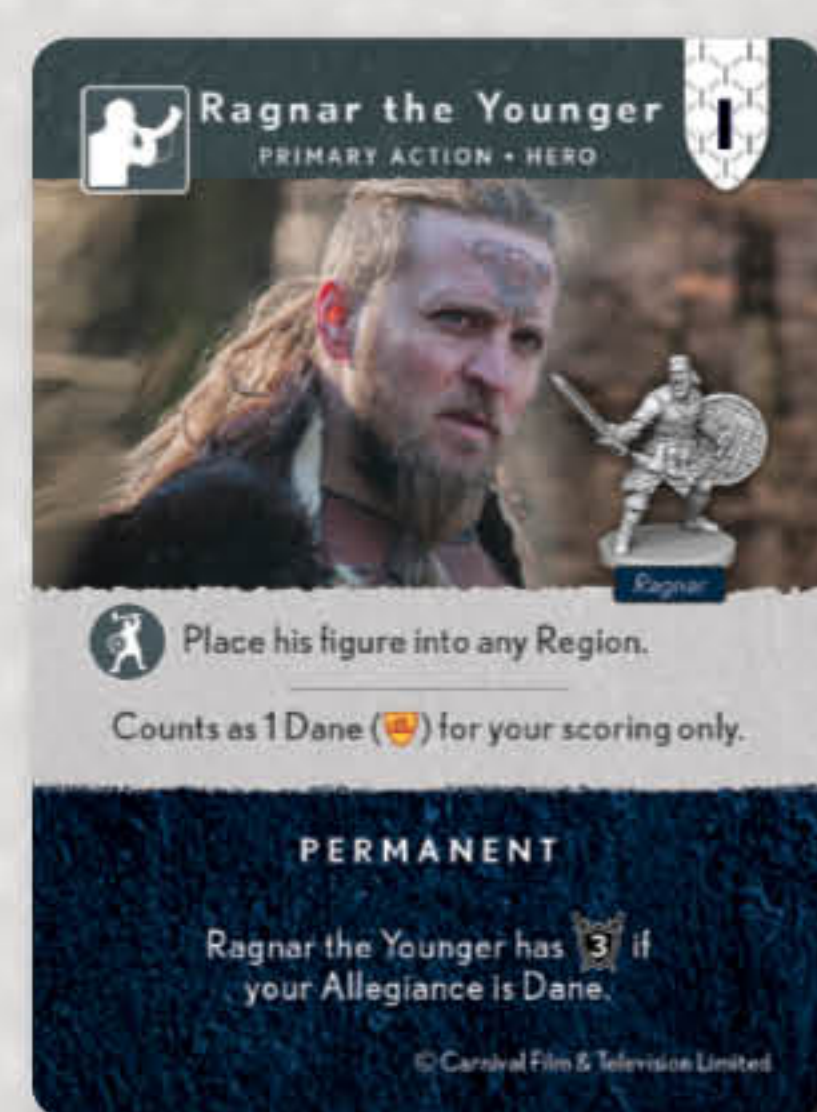 Ragnar the Younger
I
PRIMARY ACTION • HERO
Ragnar
Place his figure into any Region.
Counts as 1 Dane () for your scoring only.
PERMANENT
Ragnar the Younger has 3 if
your Allegiance is Dane.
© Carnival Film & Television Limited